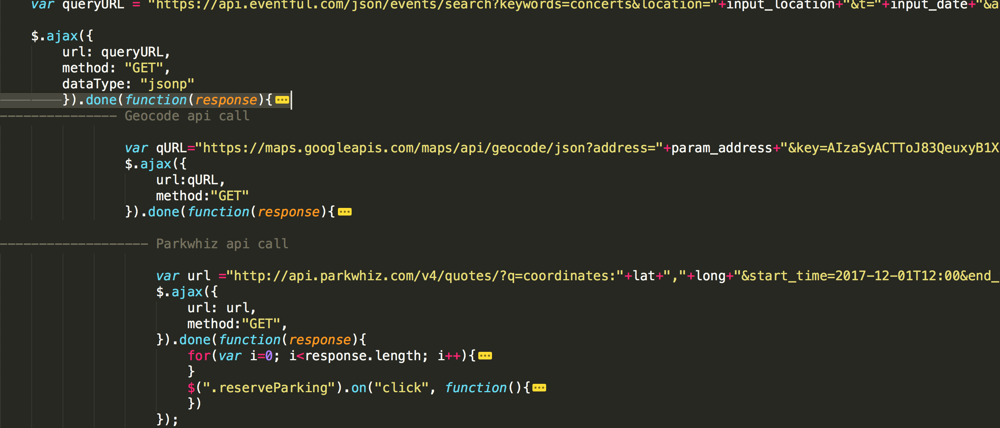 var queryURL = "https://api.eventful.com/json/events/search?keywords=concerts&location="+input_location+"&t="+input_date+"&a
$.ajax({
url: queryURL,
method: "GET",
dataType: "jsonp"
}).done(function(response){
--------------- Geocode api call
var qURL="https://maps.googleapis.com/maps/api/geocode/json?address="+param_address+"&key=AIzaSyACTToJ83QeuxyB1X
$.ajax({
url:qURL,
method:"GET"
}).done(function(response){
------------------- Parkwhiz api call
var url ="http://api.parkwhiz.com/v4/quotes/?q=coordinates:"+lat+","+long+"&start_time=2017-12-01T12:00&end_
$.ajax({
url: url,
method:"GET",
}).done(function(response){
for(var i=0; i<response.length; i++){
}
$(".reserveParking").on("click", function(){
})
});